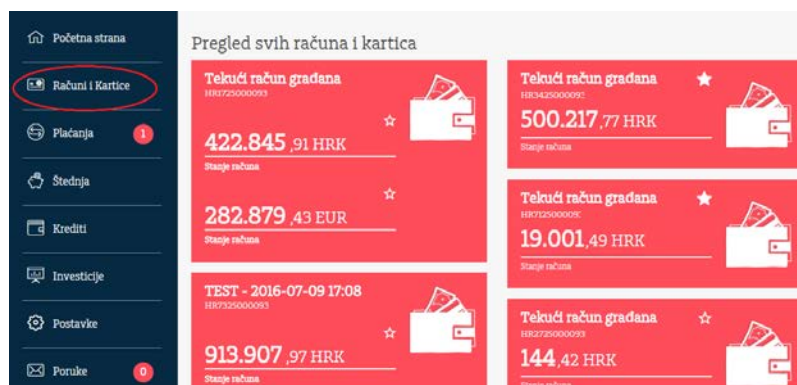 Početna strana
Računi i Kartice
Plaćanja 1
Štednja
Krediti
Investicije
Postavke
Poruke 0
Pregled svih računa i kartica
Tekući račun građana
HR1725000093
422.845 ,91 HRK
Stanje računa
282.879 ,43 EUR
Stanje računa
TEST - 2016-07-09 17:08
HR7325000093
913.907 ,97 HRK
Stanje računa
Tekući račun građana
500.217 ,77 HRK
Stanje računa
Tekući račun građana
19.001 ,49 HRK
Stanje računa
Tekući račun građana
HR2725000093
144 ,42 HRK
Stanje računa